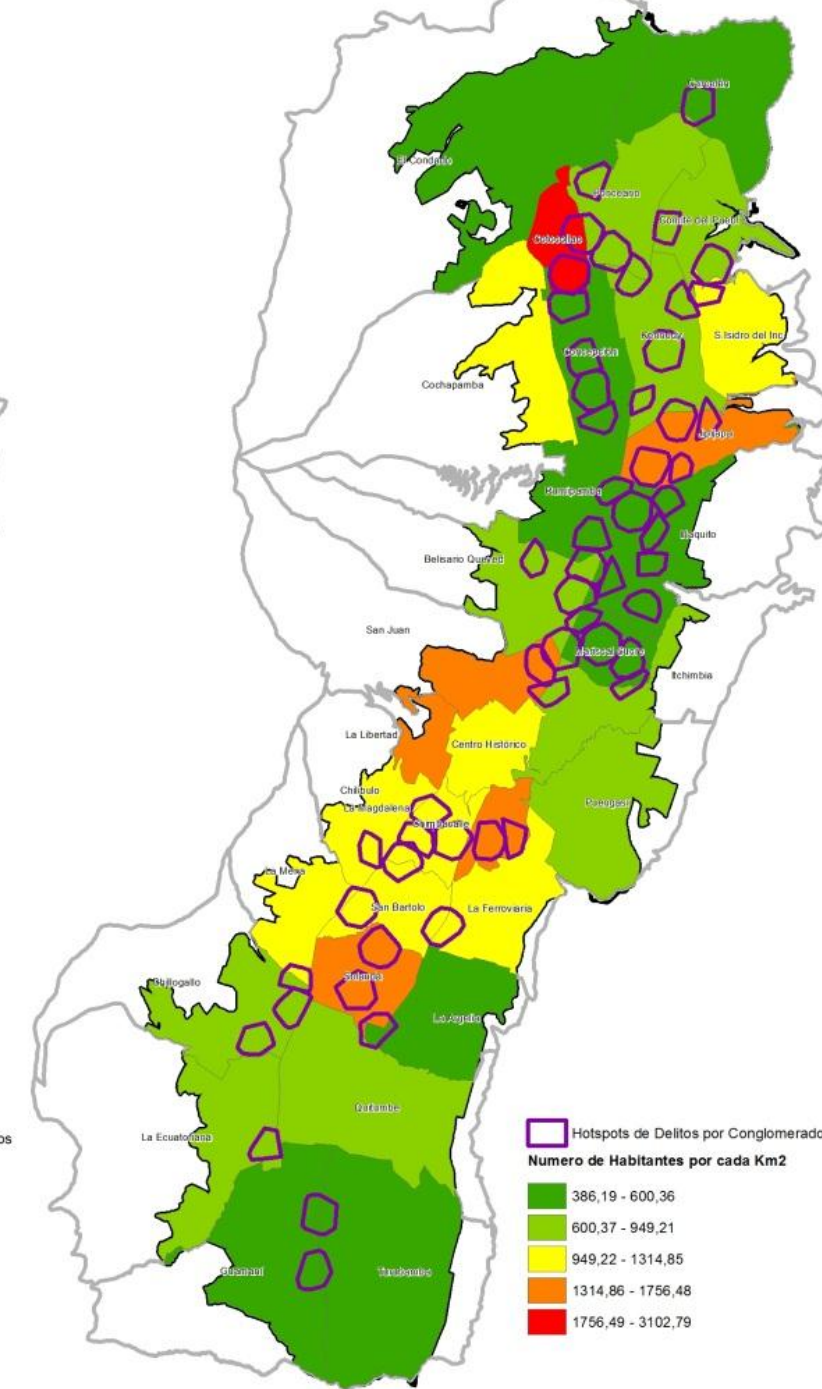 Carcelén
El Condado
Ponceano
Comité del Pueblo
Cotocollao
Kennedy
S.Isidro del Inc
Concepción
Cochapamba
Jipijapa
Rumipamba
Iñaquito
Belisario Queved
San Juan
Mariscal Sucre
Itchimbia
La Libertad
Centro Histórico
Chilibulo
La Magdalena
Puengasí
Chimbacalle
La Mena
San Bartolo
La Ferroviaria
Chillogallo
Solanda
La Argelia
Quitumbe
La Ecuatoriana
os
Guamaní
Turubamba
Hotspots de Delitos por Conglomerado
Numero de Habitantes por cada Km2
386,19 - 600,36
600,37 - 949,21
949,22 - 1314,85
1314,86 - 1756,48
1756,49 - 3102,79